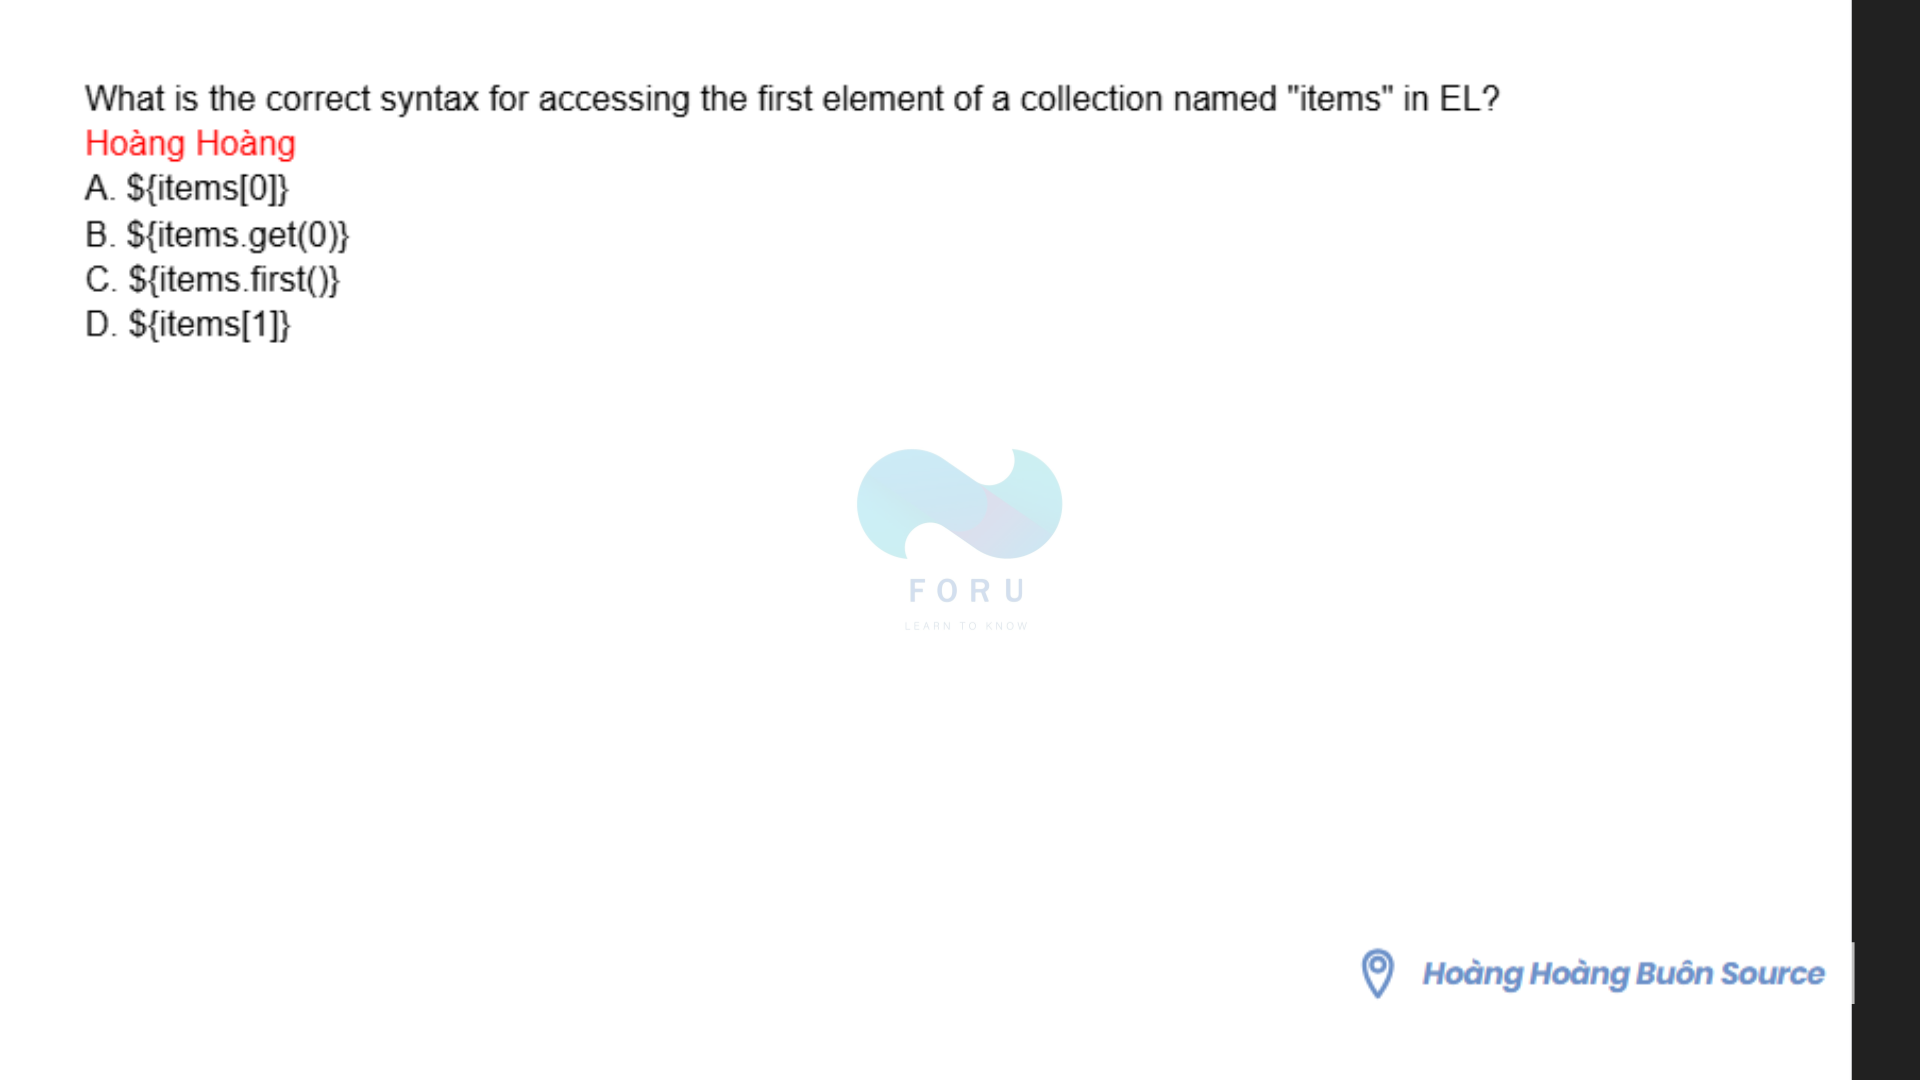 What is the correct syntax for accessing the first element of a collection named "items" in EL?
Hoàng Hoàng
A. ${items[0]}
B. ${items.get(0)}
C. ${items.first()}
D. ${items[1]}
FORU
LEARN TO KNOW
Hoàng Hoàng Buôn Source